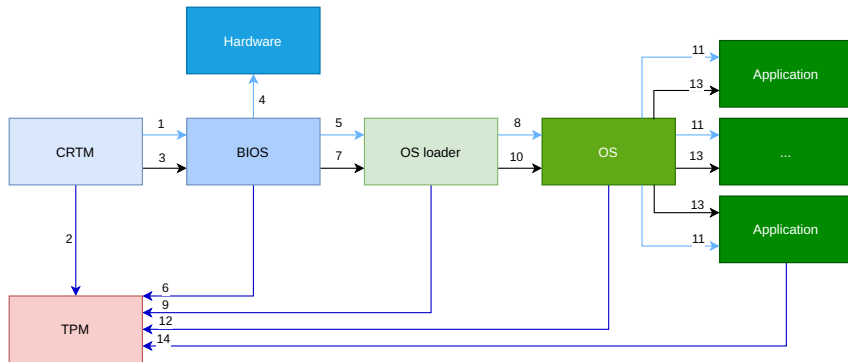 Hardware
4
11
Application
13
1
5
8
11
CRTM
BIOS
OS loader
OS
...
3
7
10
13
13
Application
2
11
6
9
TPM
12
14